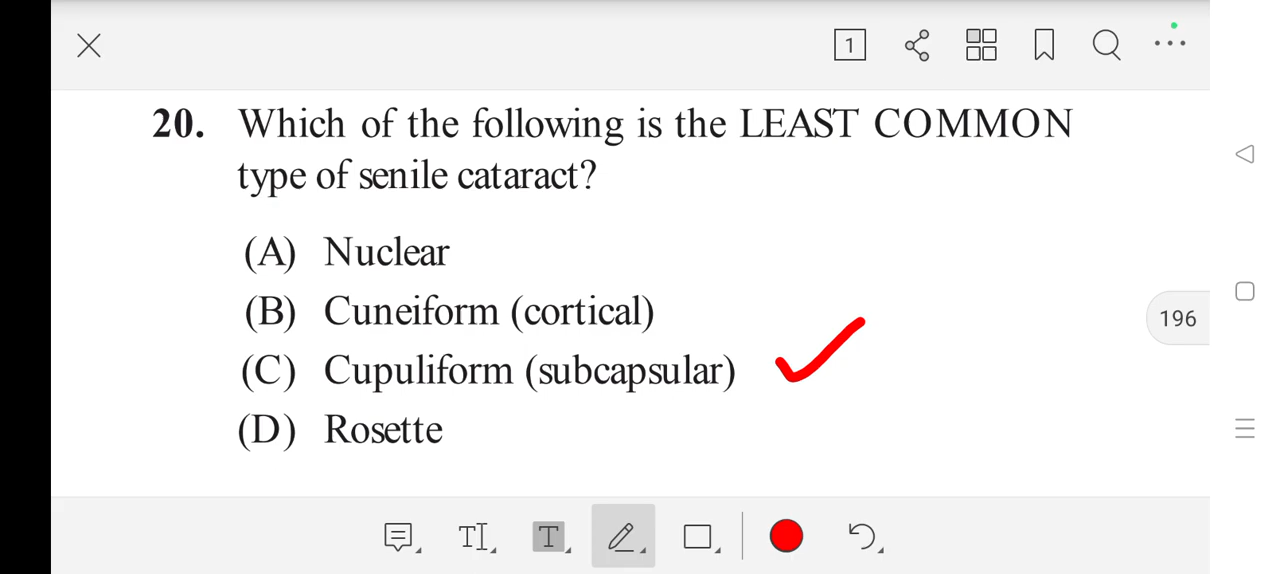 1
20. Which of the following is the LEAST COMMON
type of senile cataract?
(A) Nuclear
(B) Cuneiform (cortical)
(C) Cupuliform (subcapsular)
(D) Rosette
196
TI
T